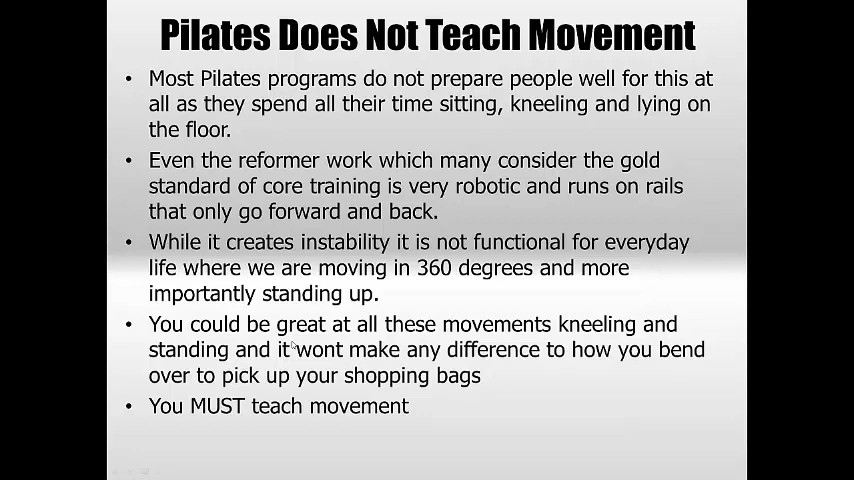 Pilates Does Not Teach Movement
• Most Pilates programs do not prepare people well for this at
all as they spend all their time sitting, kneeling and lying on
the floor.
• Even the reformer work which many consider the gold
standard of core training is very robotic and runs on rails
that only go forward and back.
• While it creates instability it is not functional for everyday
life where we are moving in 360 degrees and more
importantly standing up.
• You could be great at all these movements kneeling and
standing and it wont make any difference to how you bend
over to pick up your shopping bags
• You MUST teach movement